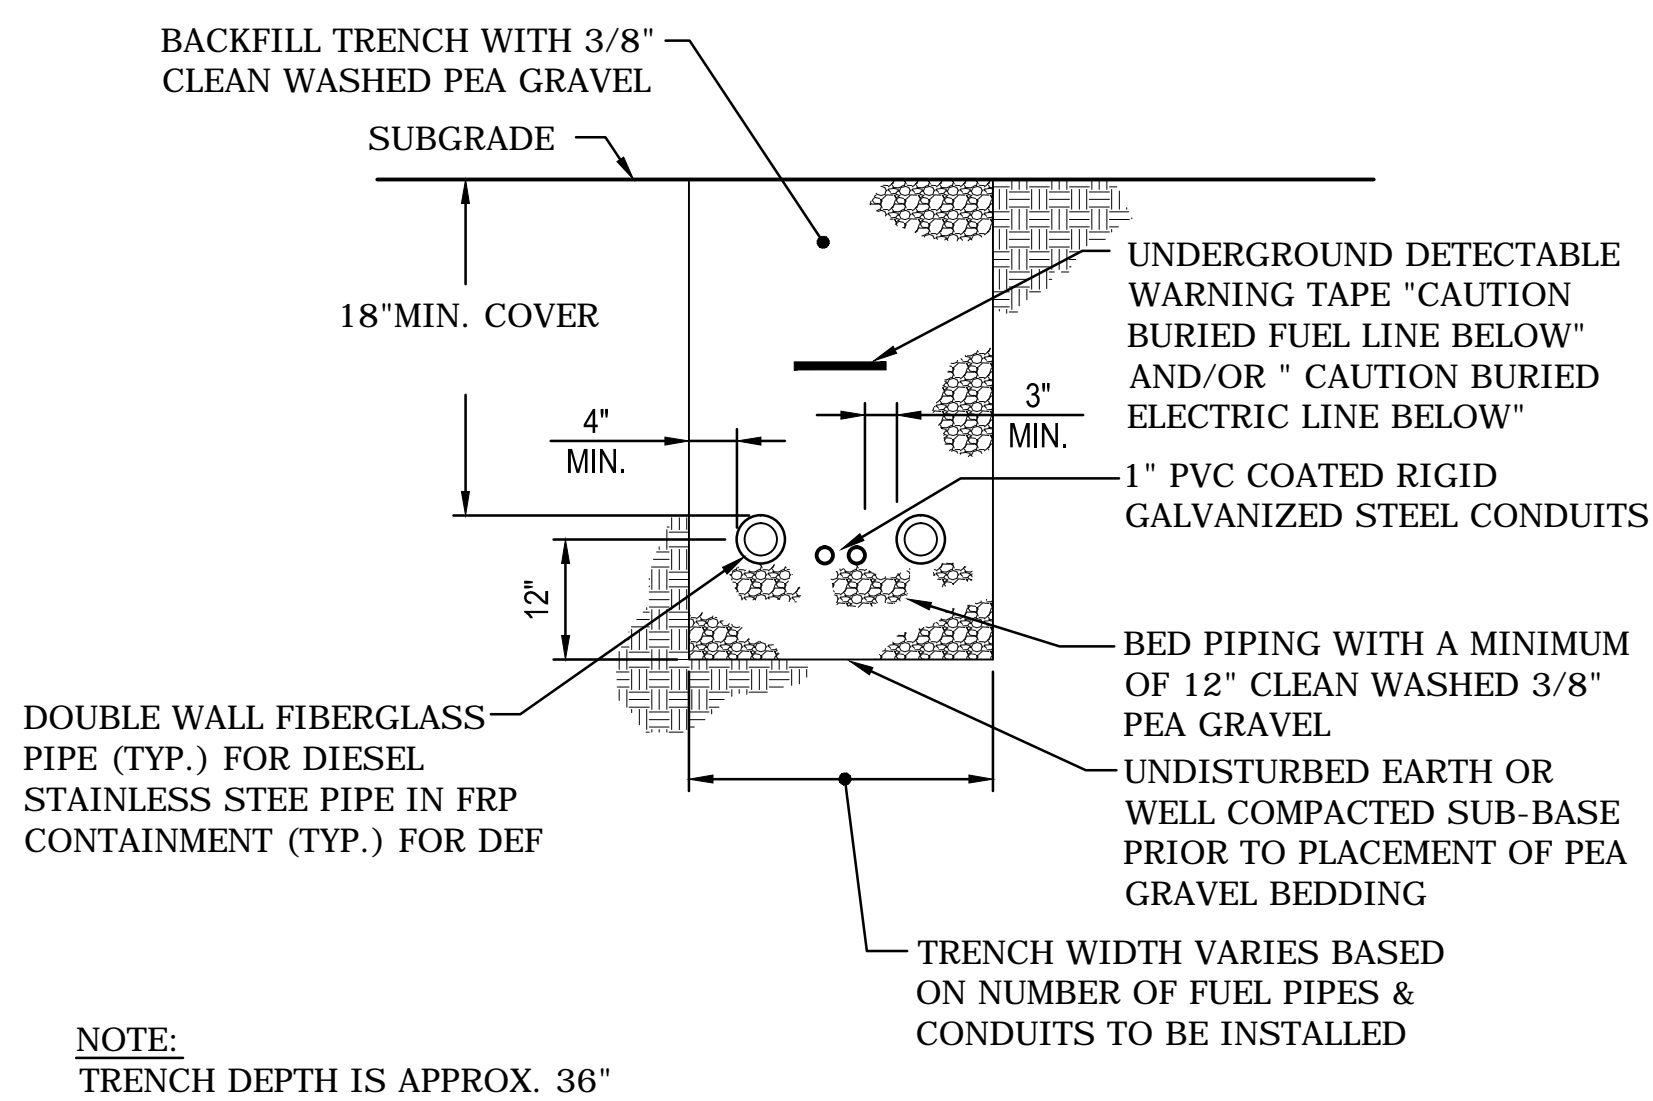 BACKFILL TRENCH WITH 3/8"
CLEAN WASHED PEA GRAVEL
SUBGRADE
UNDERGROUND DETECTABLE
WARNING TAPE "CAUTION
BURIED FUEL LINE BELOW"
AND/OR " CAUTION BURIED
ELECTRIC LINE BELOW"
18"MIN. COVER
3"
MIN.
4"
MIN.
1" PVC COATED RIGID
GALVANIZED STEEL CONDUITS
12"
BED PIPING WITH A MINIMUM
OF 12" CLEAN WASHED 3/8"
PEA GRAVEL
DOUBLE WALL FIBERGLASS
PIPE (TYP.) FOR DIESEL
STAINLESS STEE PIPE IN FRP
CONTAINMENT (TYP.) FOR DEF
UNDISTURBED EARTH OR
WELL COMPACTED SUB-BASE
PRIOR TO PLACEMENT OF PEA
GRAVEL BEDDING
TRENCH WIDTH VARIES BASED
ON NUMBER OF FUEL PIPES &
CONDUITS TO BE INSTALLED
NOTE:
TRENCH DEPTH IS APPROX. 36"